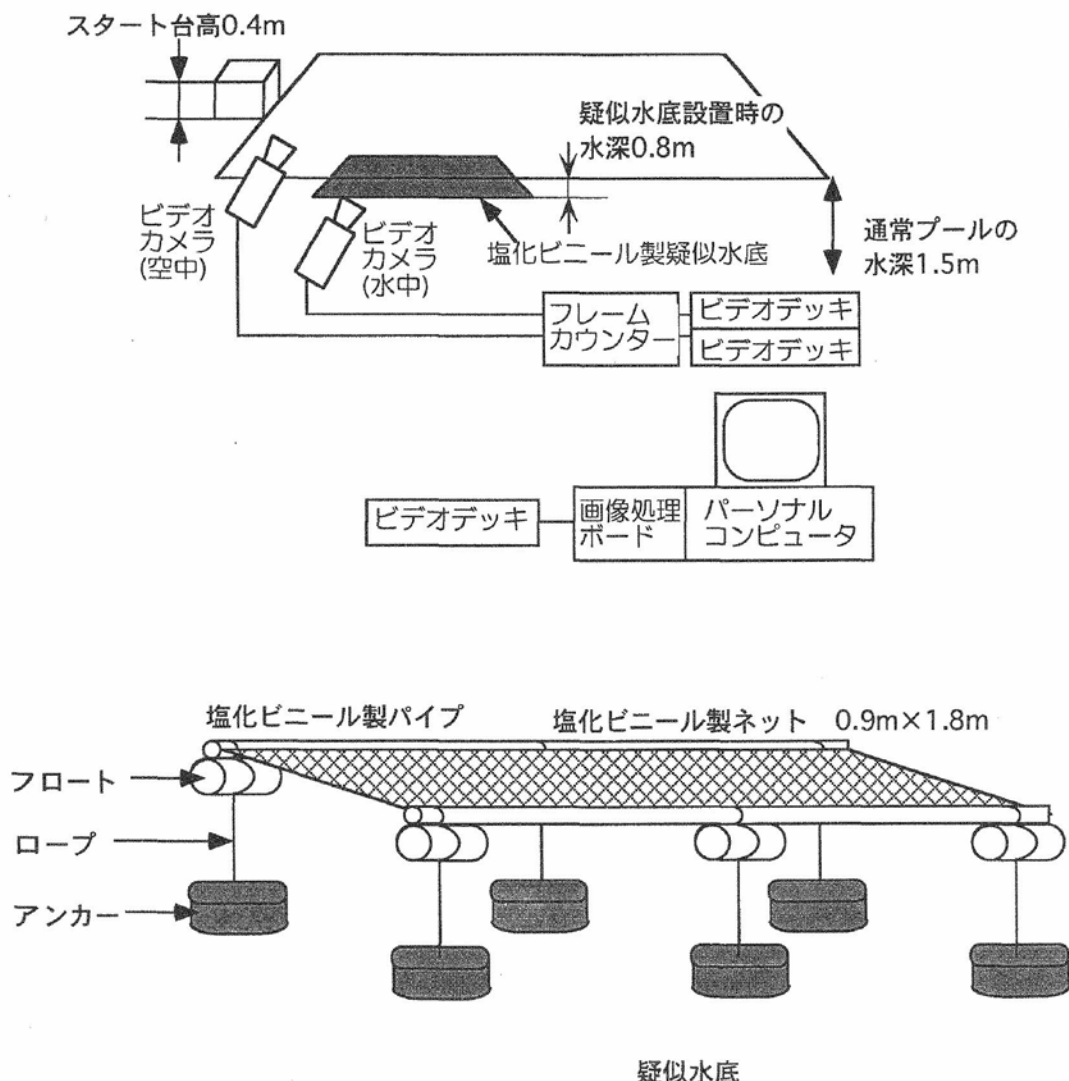 スタート台高0.4m
疑似水底設置時の
水深0.8m
ビデオ
カメラ
(空中)
ビデオ
カメラ
(水中)
塩化ビニール製疑似水底
通常プールの
水深1.5m
フレーム
カウンター
ビデオデッキ
ビデオデッキ
ビデオデッキ
画像処理
ボード
パーソナル
コンピュータ
塩化ビニール製パイプ
塩化ビニール製ネット 0.9m×1.8m
フロート
ロープ
アンカー
疑似水底